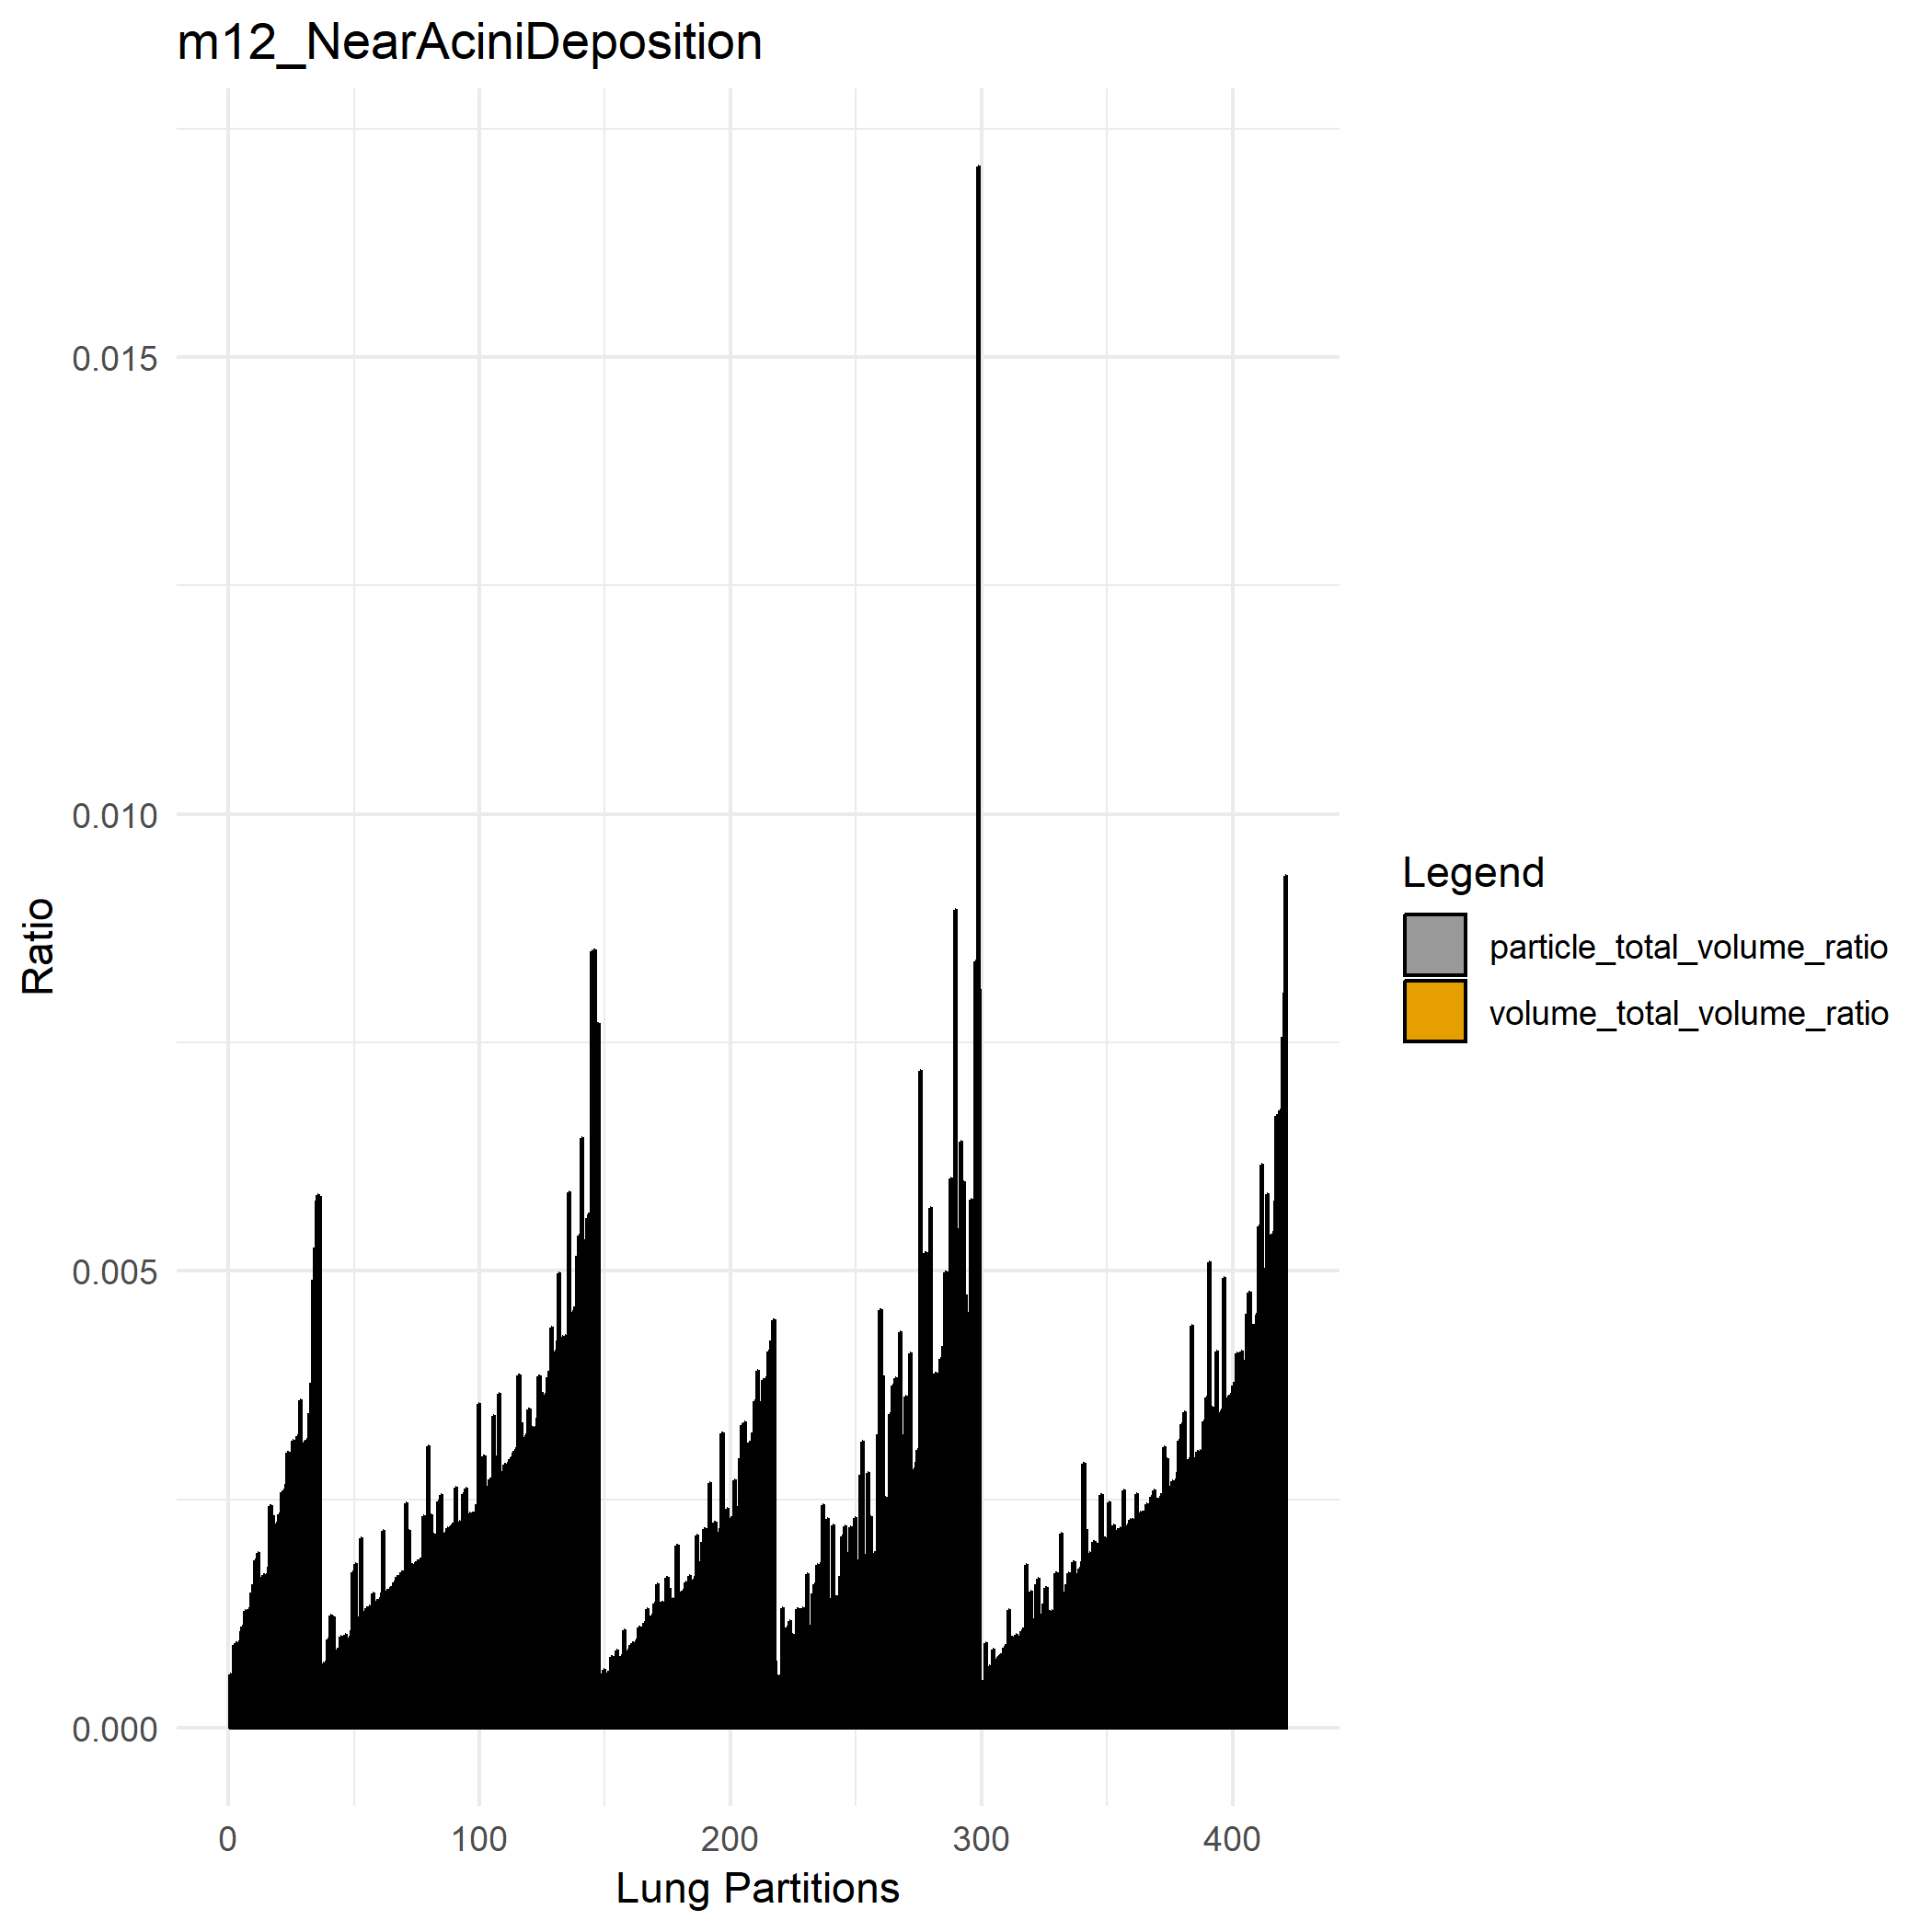 m12_NearAciniDeposition
Ratio
0.015
0.010
0.005
0.000
0 100 200 300 400
Lung Partitions
Legend
particle_total_volume_ratio
volume_total_volume_ratio